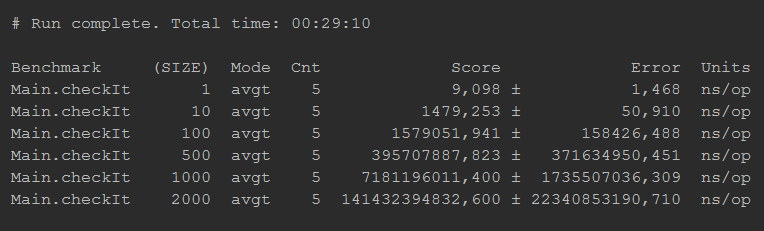 # Run complete. Total time: 00:29:10
Benchmark (SIZE) Mode Cnt Score Error Units
Main.checkIt 1 avgt 5 9,098 ± 1,468 ns/op
Main.checkIt 10 avgt 5 1479,253 ± 50,910 ns/op
Main.checkIt 100 avgt 5 1579051,941 ± 158426,488 ns/op
Main.checkIt 500 avgt 5 395707887,823 ± 371634950,451 ns/op
Main.checkIt 1000 avgt 5 7181196011,400 ± 1735507036,309 ns/op
Main.checkIt 2000 avgt 5 141432394832,600 ± 22340853190,710 ns/op